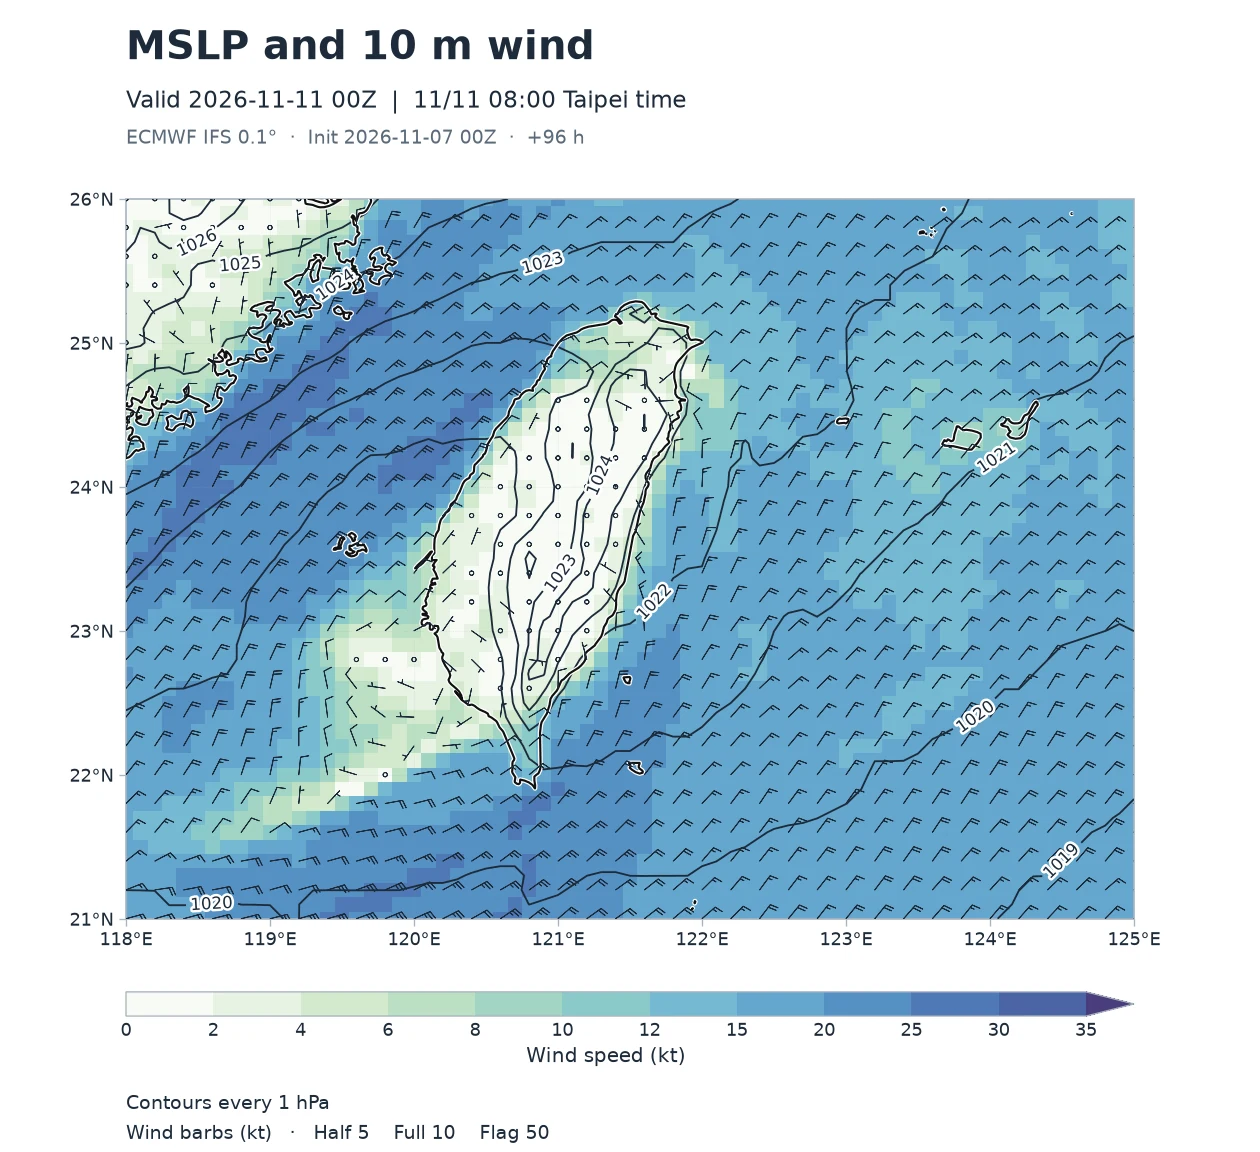 MSLP and 10 m wind
Valid 2026-11-11 00Z | 11/11 08:00 Taipei time
ECMWF IFS 0.1° · Init 2026-11-07 00Z · +96 h
26°N
1026
1025
1024
1023
25°N
1024
1021
24°N
1023
1022
23°N
1020
22°N
1019
1020
21°N
118°E 119°E 120°E 121°E 122°E 123°E 124°E 125°E
0 2 4 6 8 10 12 15 20 25 30 35
Wind speed (kt)
Contours every 1 hPa
Wind barbs (kt) · Half 5 Full 10 Flag 50